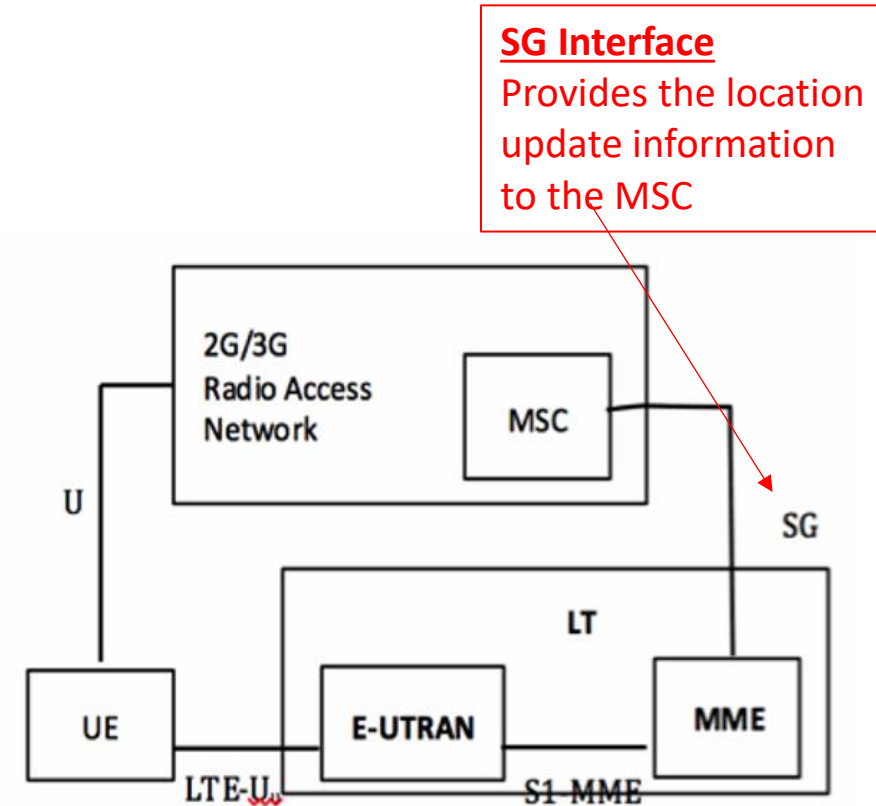 SG Interface
Provides the location
update information
to the MSC
2G/3G
Radio Access
Network
MSC
U
SG
LT
UE
E-UTRAN
MME
LTE-Uu
S1-MME